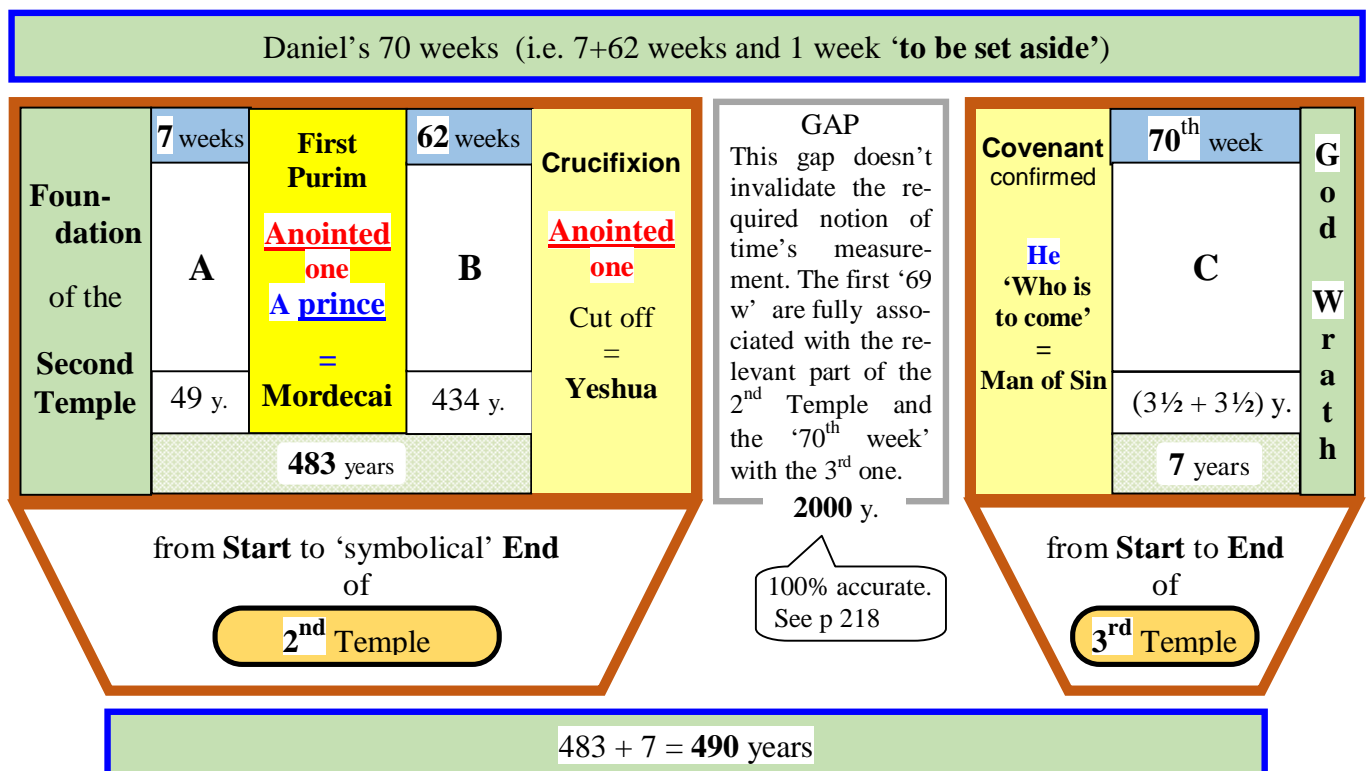 Daniel's 70 weeks (i.e. 7+62 weeks and 1 week ‘to be set aside’)
Foun-
dation
of the
Second
Temple
7 weeks
A
49 y.
First
Purim
Anointed
one
A prince
=
Mordecai
62 weeks
B
434 y.
483 years
Crucifixion
Anointed
one
Cut off
=
Yeshua
GAP
This gap doesn't
invalidate the re-
quired notion of
time's measure-
ment. The first ‘69
w’ are fully asso-
ciated with the re-
levant part of the
2nd Temple and
the ‘70th week’
with the 3rd one.
2000 y.
100% accurate.
See p 218
Covenant
confirmed
He
‘Who is
to come’
=
Man of Sin
70th week
C
(3½ + 3½) y.
7 years
G
o
d
W
r
a
t
h
from Start to ‘symbolical’ End
of
2nd Temple
from Start to End
of
3rd Temple
483 + 7 = 490 years